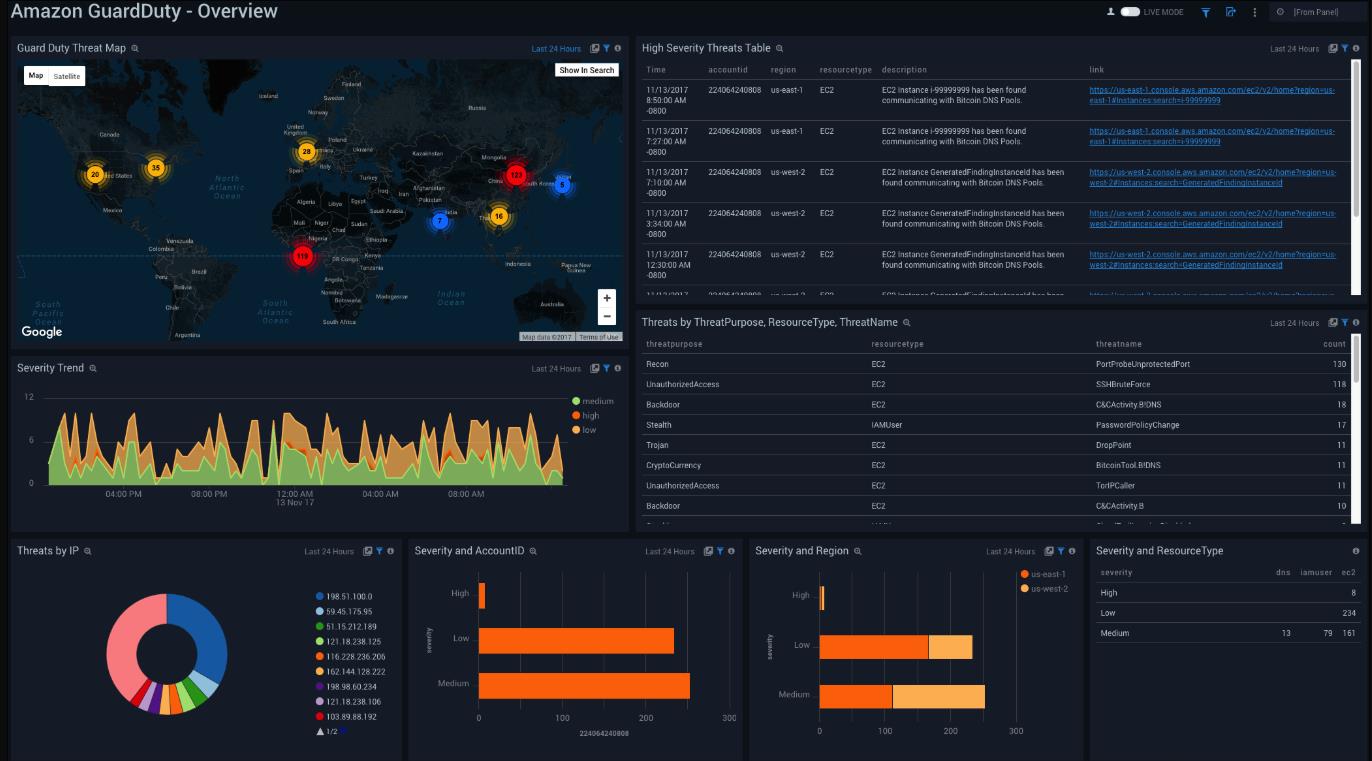 Amazon GuardDuty - Overview
LIVE MODE
[From Panel]
Guard Duty Threat Map
Last 24 Hours
Map
Satellite
Show In Search
Finland
Iceland
Sweden
Russia
Norway
Canada
United
Kingdom
Poland
28
Ukraine
Kazakhstan
Mongolia
Spain
Italy
20
ted States
35
North
Atlantic
Ocean
Turkey
Afghanistan
Iraq
Iran
Pakistan
China
123
South Korea
5
Mexico
Algeria
Libya
Egypt
Saudi Arabia
7
India
16
Mali
Niger
Chad
Sudan
Nigeria
Ethiopia
Venezuela
Colombia
119
DR Congo
Kenya
Tanzania
Indonesia
Papua New
Guinea
Peru
Brazil
Angola
Bolivia
Namibia
Botswana
Madagascar
Indian
Ocean
Chile
South
Atlantic
Ocean
South Africa
Australia
South
Pacific
Ocean
Argentina
+
−
Google
Map data ©2017
Terms of Use
High Severity Threats Table
Last 24 Hours
Time accountid region resourcetype description link
11/13/2017 224064240808 us-east-1 EC2 EC2 Instance i-99999999 has been found https://us-east-1.console.aws.amazon.com/ec2/v2/home?region=us-
8:50:00 AM communicating with Bitcoin DNS Pools. east-1#Instances:search=i-99999999
-0800
11/13/2017 224064240808 us-east-1 EC2 EC2 Instance i-99999999 has been found https://us-east-1.console.aws.amazon.com/ec2/v2/home?region=us-
7:27:00 AM communicating with Bitcoin DNS Pools. east-1#Instances:search=i-99999999
-0800
11/13/2017 224064240808 us-west-2 EC2 EC2 Instance GeneratedFindingInstanceId has been https://us-west-2.console.aws.amazon.com/ec2/v2/home?region=us-
7:10:00 AM found communicating with Bitcoin DNS Pools. west-2#Instances:search=GeneratedFindingInstanceId
-0800
11/13/2017 224064240808 us-west-2 EC2 EC2 Instance GeneratedFindingInstanceId has been https://us-west-2.console.aws.amazon.com/ec2/v2/home?region=us-
3:34:00 AM found communicating with Bitcoin DNS Pools. west-2#Instances:search=GeneratedFindingInstanceId
-0800
11/13/2017 224064240808 us-west-2 EC2 EC2 Instance GeneratedFindingInstanceId has been https://us-west-2.console.aws.amazon.com/ec2/v2/home?region=us-
12:30:00 AM found communicating with Bitcoin DNS Pools. west-2#Instances:search=GeneratedFindingInstanceId
-0800
Severity Trend
Last 24 Hours
12
6
0
04:00 PM 08:00 PM 12:00 AM 04:00 AM 08:00 AM
13 Nov 17
medium
high
low
Threats by ThreatPurpose, ResourceType, ThreatName
Last 24 Hours
threatpurpose resourcetype threatname count
Recon EC2 PortProbeUnprotectedPort 130
UnauthorizedAccess EC2 SSHBruteForce 118
Backdoor EC2 C&CActivity.B!DNS 18
Stealth IAMUser PasswordPolicyChange 17
Trojan EC2 DropPoint 11
CryptoCurrency EC2 BitcoinTool.B!DNS 11
UnauthorizedAccess EC2 TorIPCaller 11
Backdoor EC2 C&CActivity.B 10
Threats by IP
Last 24 Hours
198.51.100.0
59.45.175.95
51.15.212.189
121.18.238.125
116.228.236.206
162.144.128.222
198.98.60.234
121.18.238.106
103.89.88.192
1/2
Severity and AccountID
Last 24 Hours
severity
High
Low
Medium
0 100 200 300
224064240808
Severity and Region
Last 24 Hours
us-east-1
us-west-2
severity
High
Low
Medium
0 100 200 300
Severity and ResourceType
severity dns iamuser ec2
High 8
Low 234
Medium 13 79 161